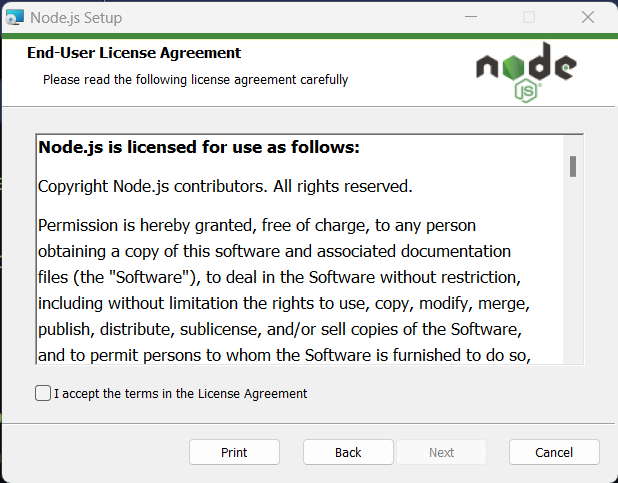 Node.js Setup
End-User License Agreement
Please read the following license agreement carefully
node
JS
Node.js is licensed for use as follows:
Copyright Node.js contributors. All rights reserved.
Permission is hereby granted, free of charge, to any person
obtaining a copy of this software and associated documentation
files (the "Software"), to deal in the Software without restriction,
including without limitation the rights to use, copy, modify, merge,
publish, distribute, sublicense, and/or sell copies of the Software,
and to permit persons to whom the Software is furnished to do so,
I accept the terms in the License Agreement
Print Back Next Cancel